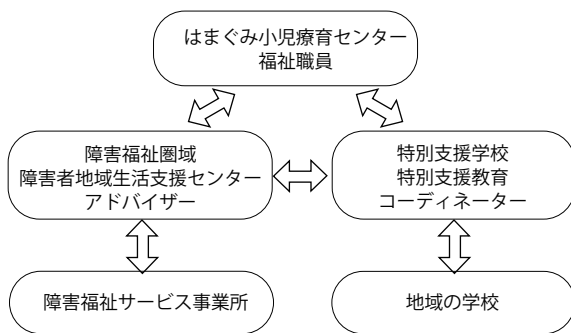 はまぐみ小児療育センター
福祉職員
障害福祉圏域
障害者地域生活支援センター
アドバイザー
特別支援学校
特別支援教育
コーディネーター
障害福祉サービス事業所
地域の学校